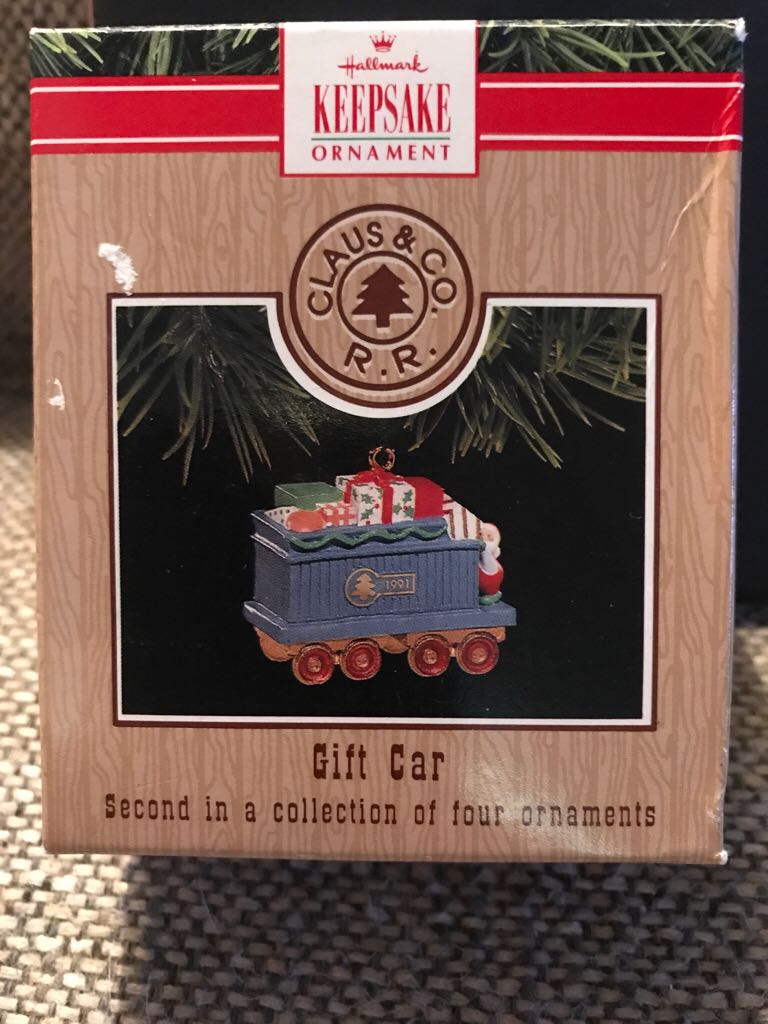 Hallmark
KEEPSAKE
ORNAMENT
CLAUS & CO.
R.R.
1991
Gift Car
Second in a collection of four ornaments